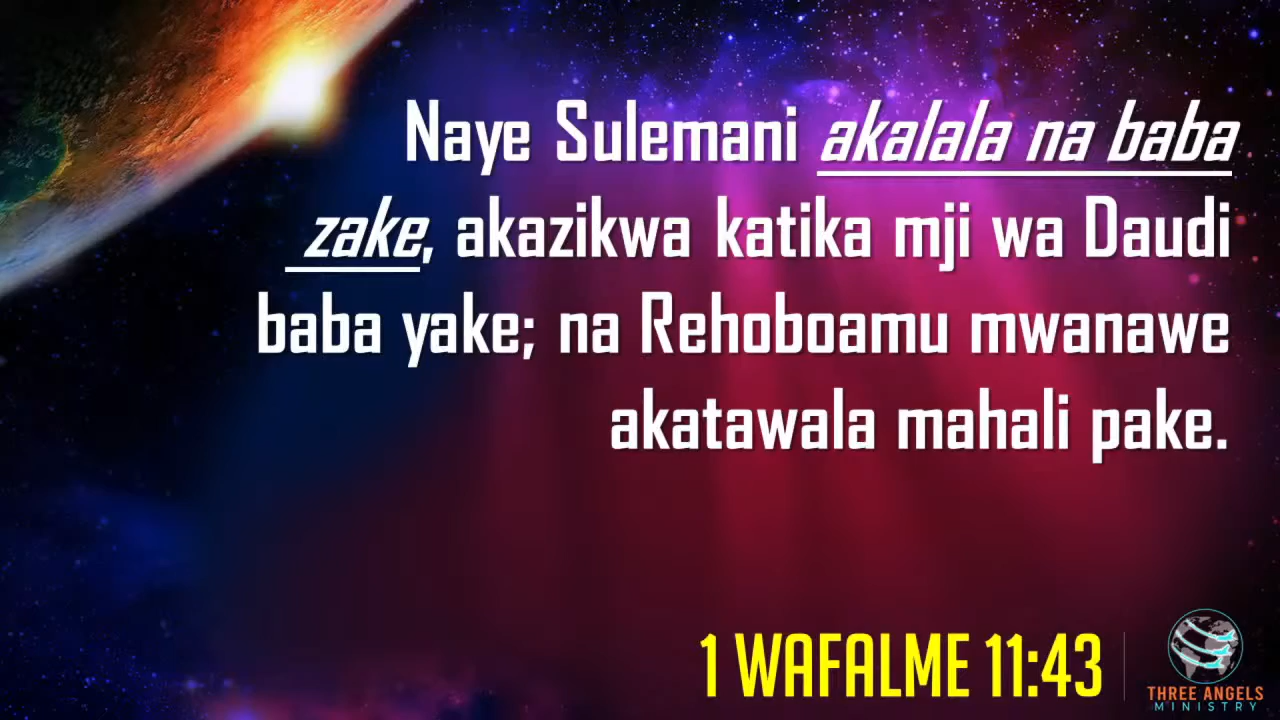 Naye Sulemani akalala na baba
zake, akazikwa katika mji wa Daudi
baba yake; na Rehoboamu mwanawe
akatawala mahali pake.
1 WAFALME 11:43
THREE ANGELS
MINISTRY